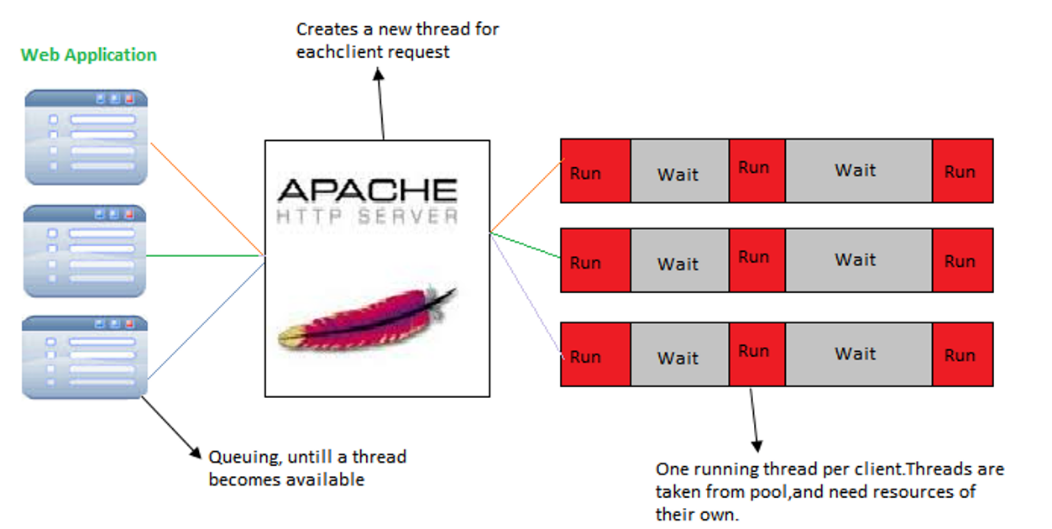 Creates a new thread for
eachclient request
Web Application
APACHE
HTTP SERVER
Run Wait Run Wait Run
Run Wait Run Wait Run
Run Wait Run Wait Run
Queuing, untill a thread
becomes available
One running thread per client.Threads are
taken from pool,and need resources of
their own.